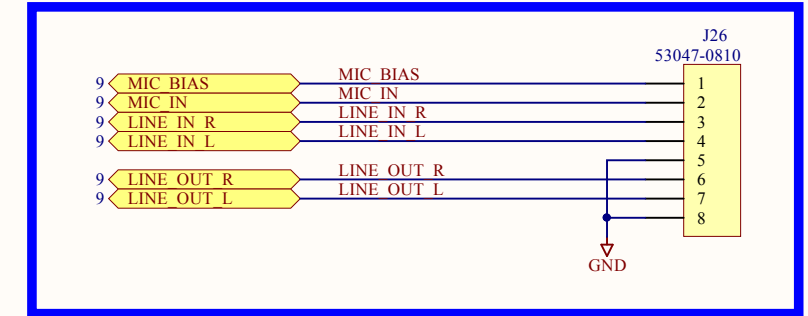 J26
53047-0810
9 MIC_BIAS MIC_BIAS 1
9 MIC_IN MIC_IN 2
9 LINE_IN_R LINE_IN_R 3
9 LINE_IN_L LINE_IN_L 4
5
9 LINE_OUT_R LINE_OUT_R 6
9 LINE_OUT_L LINE_OUT_L 7
8
GND